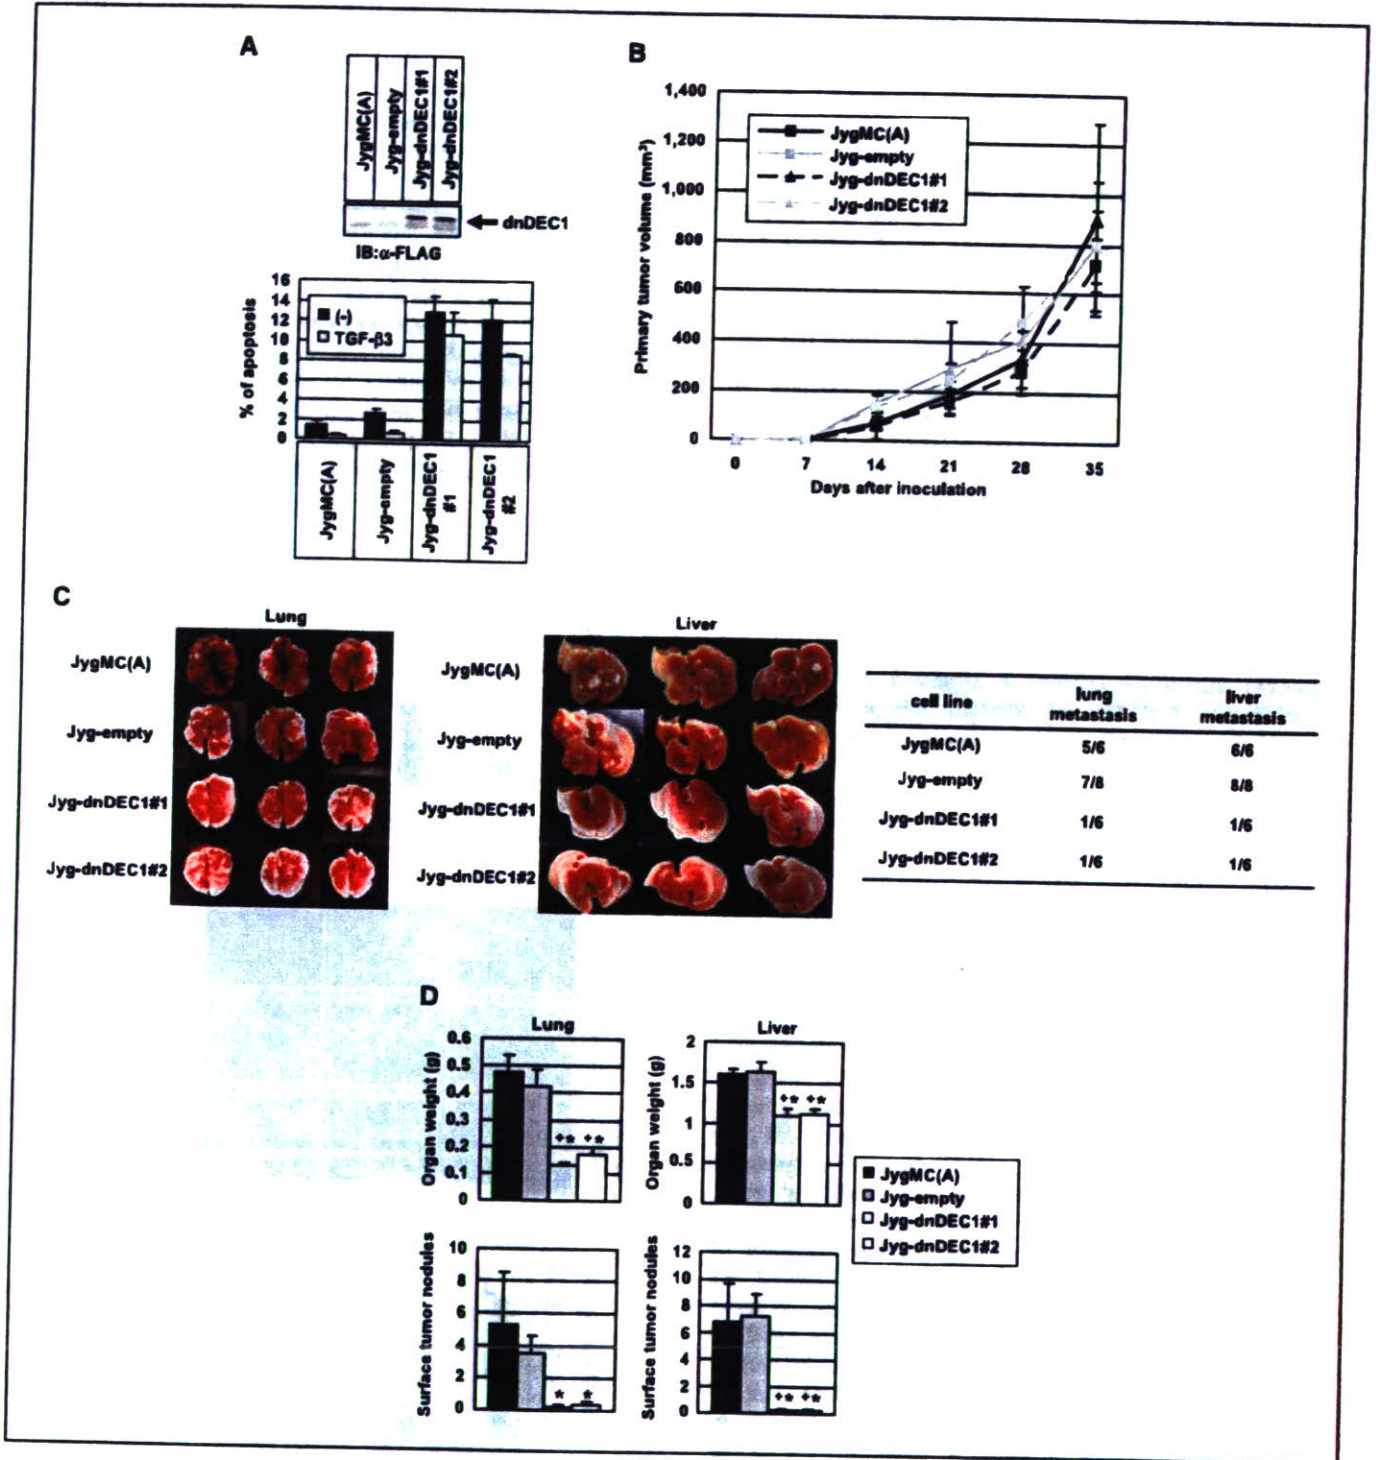 A
JygMC(A)
Jyg-empty
Jyg-dnDEC1#1
Jyg-dnDEC1#2
dnDEC1
IB:α-FLAG
% of apoptosis
16
14
12
10
8
6
4
2
0
(-)
TGF-β3
JygMC(A)
Jyg-empty
Jyg-dnDEC1
#1
Jyg-dnDEC1
#2
B
Primary tumor volume (mm³)
1,400
1,200
1,000
800
600
400
200
0
JygMC(A)
Jyg-empty
Jyg-dnDEC1#1
Jyg-dnDEC1#2
0 7 14 21 28 35
Days after inoculation
C
Lung
JygMC(A)
Jyg-empty
Jyg-dnDEC1#1
Jyg-dnDEC1#2
Liver
JygMC(A)
Jyg-empty
Jyg-dnDEC1#1
Jyg-dnDEC1#2
cell line lung metastasis liver metastasis
JygMC(A) 5/6 6/6
Jyg-empty 7/8 8/8
Jyg-dnDEC1#1 1/6 1/6
Jyg-dnDEC1#2 1/6 1/6
D
Lung
Organ weight (g)
0.6
0.5
0.4
0.3
0.2
0.1
0
+* +*
Liver
Organ weight (g)
2
1.5
1
0.5
0
+* +*
Surface tumor nodules
10
8
6
4
2
0
* *
Surface tumor nodules
12
10
8
6
4
2
0
+* +*
JygMC(A)
Jyg-empty
Jyg-dnDEC1#1
Jyg-dnDEC1#2